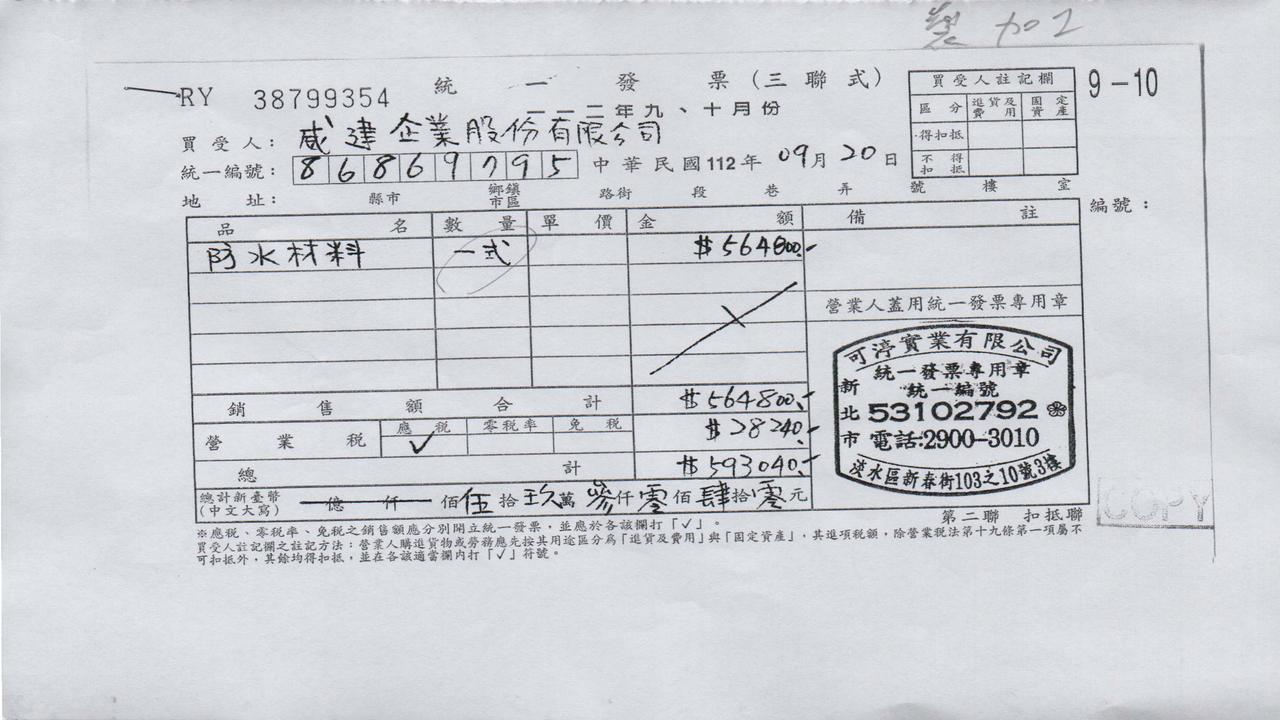 製 加工
RY 38799354
統一發票(三聯式)
一一二年九、十月份
買受人註記欄
區分 進貨及費用 固定資產
得扣抵
不得扣抵
9-10
買受人: 威達企業股份有限公司
統一編號: 86869795 中華民國112年09月20日
地址: 縣市 鄉鎮市區 路街 段 巷 弄 號 樓 室
編號:
品名 數量 單價 金額 備註
防水材料 一式 $564800.-
營業人蓋用統一發票專用章
可渟實業有限公司
統一發票專用章
統一編號
新北市
53102792
電話:2900-3010
淡水區新春街103之10號3樓
銷售額合計 $564800.-
營業稅 應稅 ✓ 零稅率 免稅 $28240.-
總計 $593040.-
總計新臺幣(中文大寫) 億 仟 佰 伍拾玖萬參仟零佰肆拾零元
第二聯 扣抵聯
COPY
※應稅、零稅率、免稅之銷售額應分別開立統一發票,並應於各該欄打「✓」。
買受人註記欄之註記方法:營業人購進貨物或勞務應先按其用途區分為「進貨及費用」與「固定資產」,其進項稅額,除營業稅法第十九條第一項屬不
可扣抵外,其餘均得扣抵,並在各該適當欄內打「✓」符號。